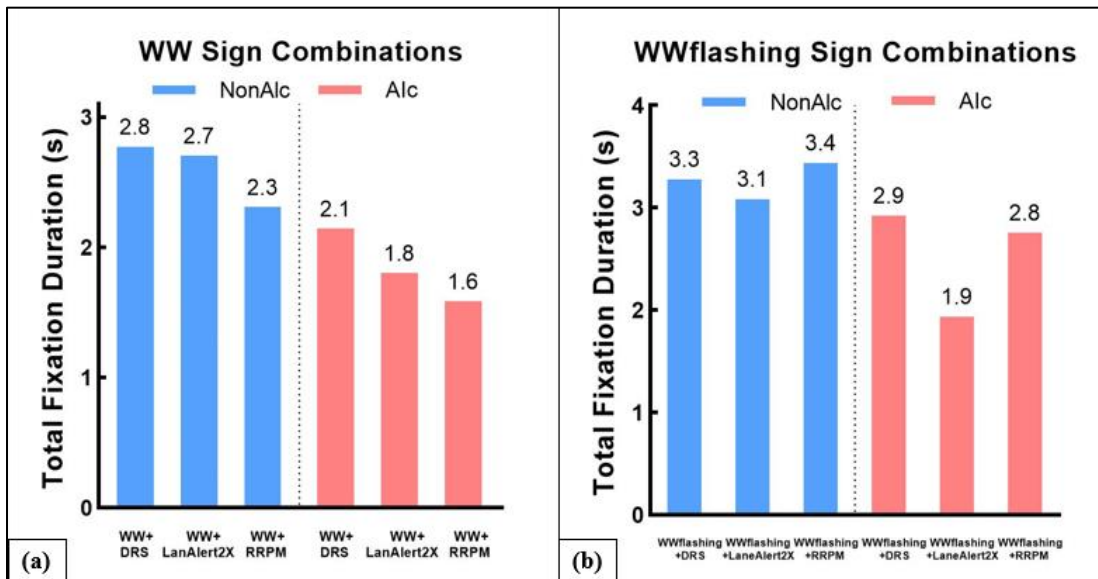 WW Sign Combinations
NonAlc Alc
Total Fixation Duration (s)
3
2
1
0
2.8
2.7
2.3
2.1
1.8
1.6
WW+ DRS
WW+ LanAlert2X
WW+ RRPM
WW+ DRS
WW+ LanAlert2X
WW+ RRPM
(a)
WWflashing Sign Combinations
NonAlc Alc
Total Fixation Duration (s)
4
3
2
1
0
3.3
3.1
3.4
2.9
1.9
2.8
WWflashing +DRS
WWflashing +LaneAlert2X
WWflashing +RRPM
WWflashing +DRS
WWflashing +LaneAlert2X
WWflashing +RRPM
(b)